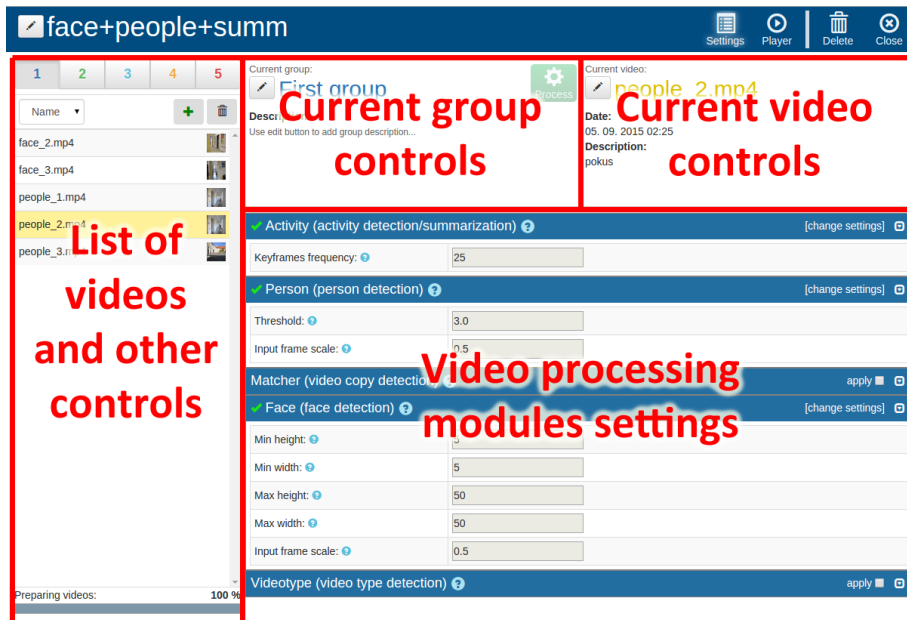 face+people+summ
Settings
Player
Delete
Close
1 2 3 4 5
Name
face_2.mp4
face_3.mp4
people_1.mp4
people_2.mp4
people_3.mp4
List of
videos
and other
controls
Preparing videos: 100 %
Current group:
First group
Process
Description:
Use edit button to add group description...
Current group
controls
Current video:
people_2.mp4
Date:
05. 09. 2015 02:25
Description:
pokus
Current video
controls
Activity (activity detection/summarization) [change settings]
Keyframes frequency: 25
Person (person detection) [change settings]
Threshold: 3.0
Input frame scale: 0.5
Matcher (video copy detection) apply
Face (face detection) [change settings]
Video processing
modules settings
Min height: 5
Min width: 5
Max height: 50
Max width: 50
Input frame scale: 0.5
Videotype (video type detection) apply